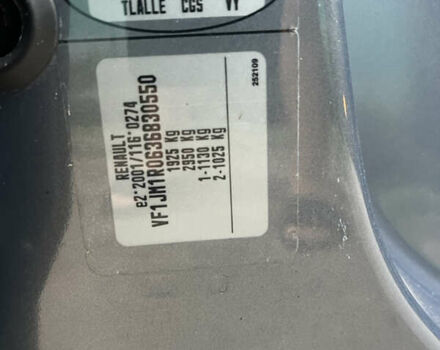 TLALLE CGS VY
RENAULT
e2*2001/116*0274
VF1JM1R0636830550
1925 KG
2950 KG
1-1130 KG
2-1025 KG
252109